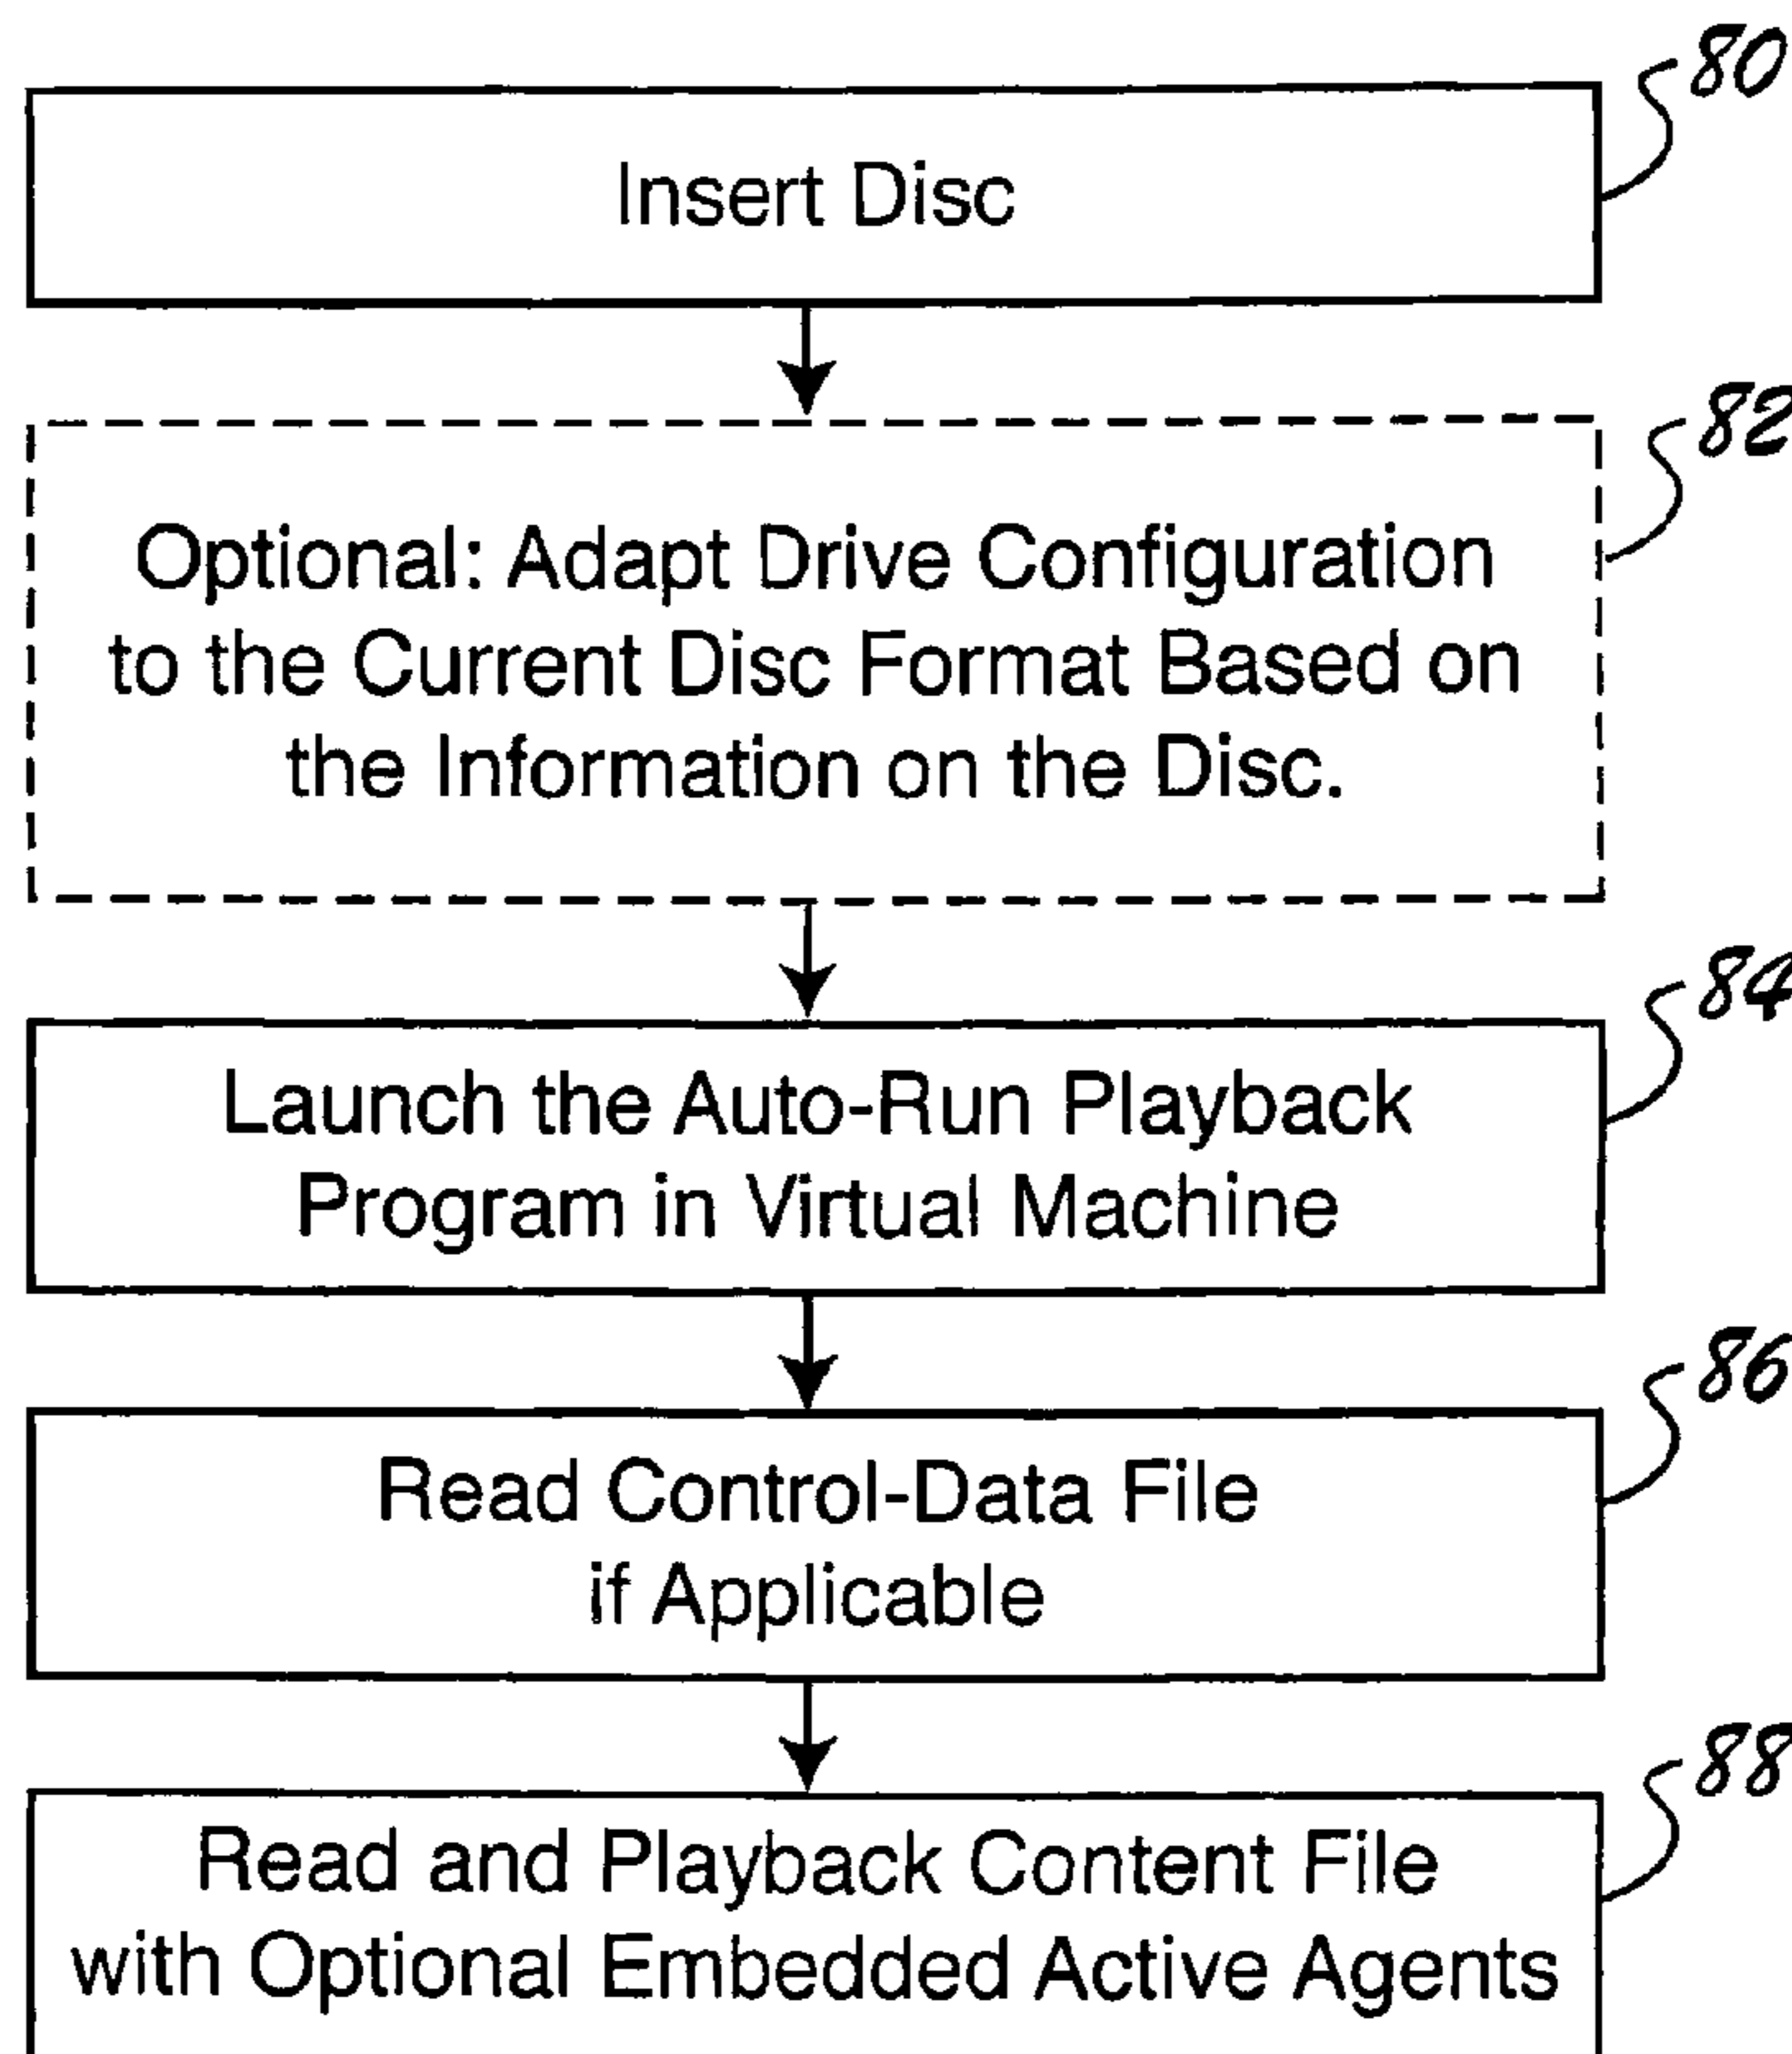 80
Insert Disc
82
Optional: Adapt Drive Configuration
to the Current Disc Format Based on
the Information on the Disc.
84
Launch the Auto-Run Playback
Program in Virtual Machine
86
Read Control-Data File
if Applicable
88
Read and Playback Content File
with Optional Embedded Active Agents